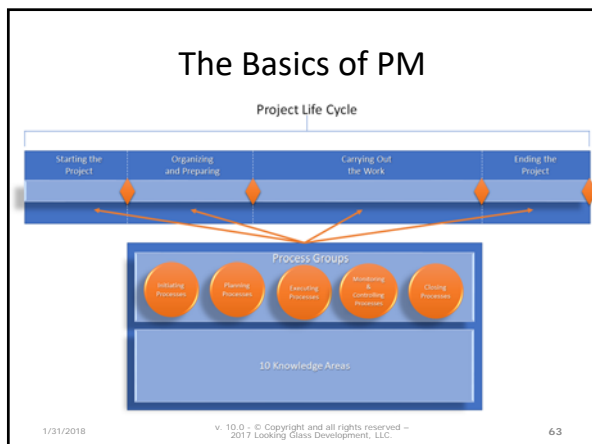 The Basics of PM
Project Life Cycle
Starting the
Project
Organizing
and Preparing
Carrying Out
the Work
Ending the
Project
Process Groups
Initiating
Processes
Planning
Processes
Executing
Processes
Monitoring
&
Controlling
Processes
Closing
Processes
10 Knowledge Areas
1/31/2018
v. 10.0 - © Copyright and all rights reserved –
2017 Looking Glass Development, LLC.
63